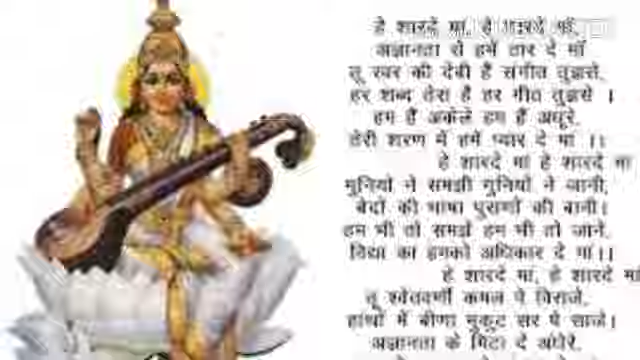 हे शारदे माँ, हे शारदे माँ,
अज्ञानता से हमें तार दे माँ
तू स्वर की देवी है संगीत तुझसे,
हर शब्द तेरा है हर गीत तुझसे ।
हम हैं अकेले हम हैं अधूरे,
तेरी शरण में हमें प्यार दे मा ।।
हे शारदे मा हे शारदे मा
मुनियों ने समझी गुनियों ने जानी,
वेदों की भाषा पुराणों की बानी।
हम भी तो समझें हम भी तो जाने,
विद्या का हमको अधिकार दे मा।।
हे शारदे मां, हे शारदे मां
तू श्वेतवर्णी कमल पे विराजे,
हाथों में वीणा मुकुट सर पे साजे।
अज्ञानता के मिटा दे अंधेरे,